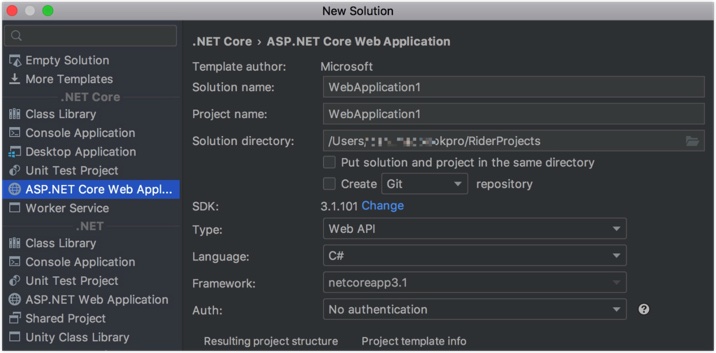 New Solution
Empty Solution
More Templates
.NET Core
Class Library
Console Application
Desktop Application
Unit Test Project
ASP.NET Core Web Appl...
Worker Service
.NET
Class Library
Console Application
Unit Test Project
ASP.NET Web Application
Shared Project
Unity Class Library
.NET Core › ASP.NET Core Web Application
Template author: Microsoft
Solution name: WebApplication1
Project name: WebApplication1
Solution directory: /Users/ okpro/RiderProjects
Put solution and project in the same directory
Create Git repository
SDK: 3.1.101 Change
Type: Web API
Language: C#
Framework: netcoreapp3.1
Auth: No authentication ?
Resulting project structure Project template info